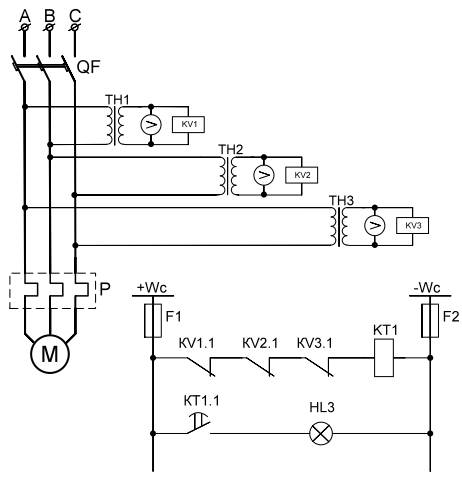 A B C
QF
TH1
V
KV1
TH2
V
KV2
TH3
V
KV3
P
M
+Wc
-Wc
F1
F2
KV1.1 KV2.1 KV3.1 KT1
KT1.1
HL3